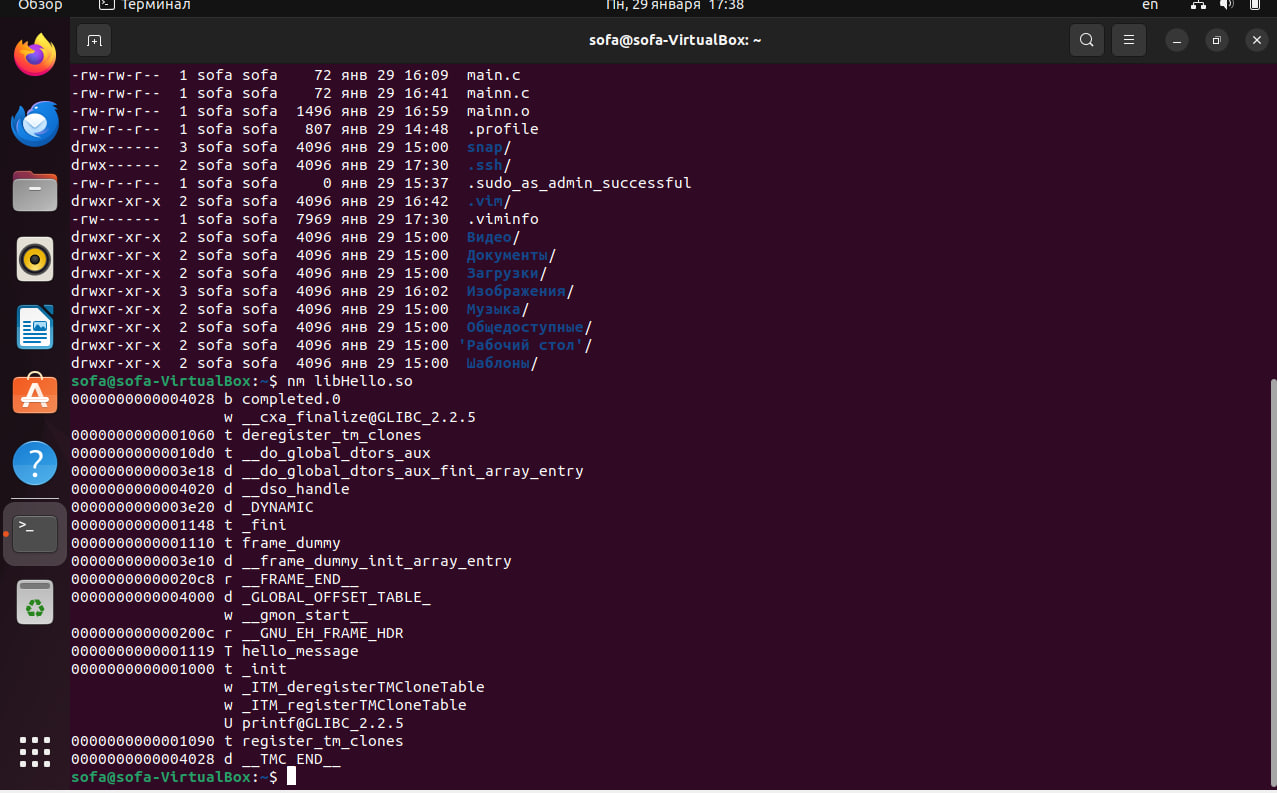 Обзор Терминал Пн, 29 января 17:38 en
sofa@sofa-VirtualBox: ~
-rw-rw-r-- 1 sofa sofa 72 янв 29 16:09 main.c
-rw-rw-r-- 1 sofa sofa 72 янв 29 16:41 mainn.c
-rw-rw-r-- 1 sofa sofa 1496 янв 29 16:59 mainn.o
-rw-r--r-- 1 sofa sofa 807 янв 29 14:48 .profile
drwx------ 3 sofa sofa 4096 янв 29 15:00 snap/
drwx------ 2 sofa sofa 4096 янв 29 17:30 .ssh/
-rw-r--r-- 1 sofa sofa 0 янв 29 15:37 .sudo_as_admin_successful
drwxr-xr-x 2 sofa sofa 4096 янв 29 16:42 .vim/
-rw------- 1 sofa sofa 7969 янв 29 17:30 .viminfo
drwxr-xr-x 2 sofa sofa 4096 янв 29 15:00 Видео/
drwxr-xr-x 2 sofa sofa 4096 янв 29 15:00 Документы/
drwxr-xr-x 2 sofa sofa 4096 янв 29 15:00 Загрузки/
drwxr-xr-x 3 sofa sofa 4096 янв 29 16:02 Изображения/
drwxr-xr-x 2 sofa sofa 4096 янв 29 15:00 Музыка/
drwxr-xr-x 2 sofa sofa 4096 янв 29 15:00 Общедоступные/
drwxr-xr-x 2 sofa sofa 4096 янв 29 15:00 'Рабочий стол'/
drwxr-xr-x 2 sofa sofa 4096 янв 29 15:00 Шаблоны/
sofa@sofa-VirtualBox:~$ nm libHello.so
0000000000004028 b completed.0
w __cxa_finalize@GLIBC_2.2.5
0000000000001060 t deregister_tm_clones
00000000000010d0 t __do_global_dtors_aux
0000000000003e18 d __do_global_dtors_aux_fini_array_entry
0000000000004020 d __dso_handle
0000000000003e20 d _DYNAMIC
0000000000001148 t _fini
0000000000001110 t frame_dummy
0000000000003e10 d __frame_dummy_init_array_entry
00000000000020c8 r __FRAME_END__
0000000000004000 d _GLOBAL_OFFSET_TABLE_
w __gmon_start__
000000000000200c r __GNU_EH_FRAME_HDR
0000000000001119 T hello_message
0000000000001000 t _init
w _ITM_deregisterTMCloneTable
w _ITM_registerTMCloneTable
U printf@GLIBC_2.2.5
0000000000001090 t register_tm_clones
0000000000004028 d __TMC_END__
sofa@sofa-VirtualBox:~$